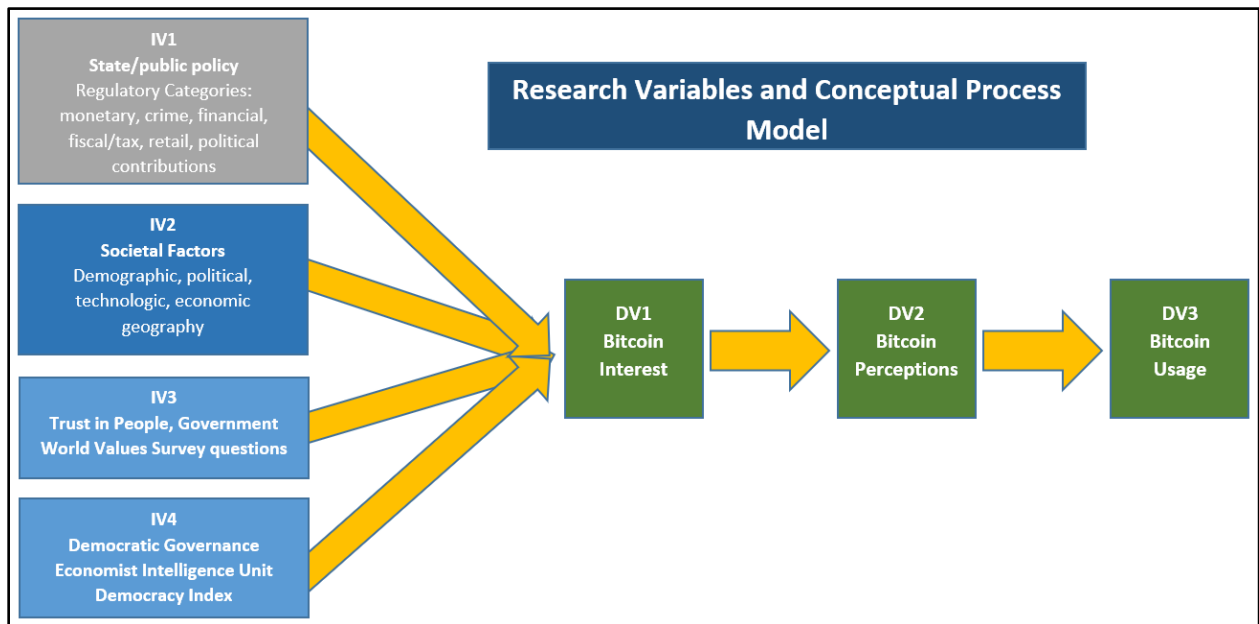 IV1
State/public policy
Regulatory Categories:
monetary, crime, financial,
fiscal/tax, retail, political
contributions
Research Variables and Conceptual Process
Model
IV2
Societal Factors
Demographic, political,
technologic, economic
geography
IV3
Trust in People, Government
World Values Survey questions
IV4
Democratic Governance
Economist Intelligence Unit
Democracy Index
DV1
Bitcoin
Interest
DV2
Bitcoin
Perceptions
DV3
Bitcoin
Usage